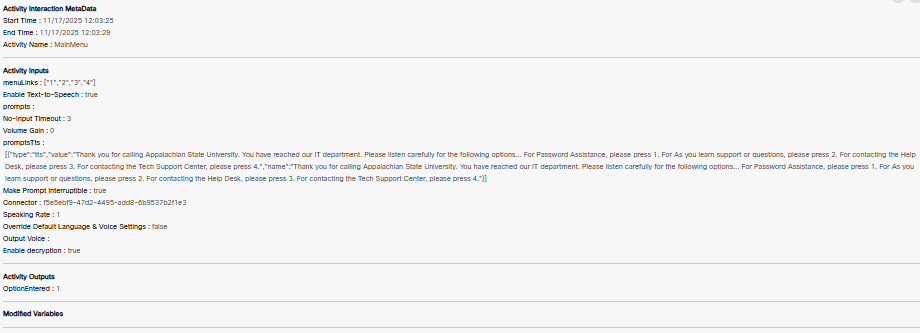 Activity Interaction MetaData
Start Time : 11/17/2025 12:03:25
End Time : 11/17/2025 12:03:29
Activity Name : MainMenu
Activity Inputs
menuLinks : ["1","2","3","4"]
Enable Text-to-Speech : true
prompts :
No-Input Timeout : 3
Volume Gain : 0
promptsTts :
[{"type":"tts","value":"Thank you for calling Appalachian State University. You have reached our IT department. Please listen carefully for the following options... For Password Assistance, please press 1. For As you learn support or questions, please press 2. For contacting the Help
Desk, please press 3. For contacting the Tech Support Center, please press 4.","name":"Thank you for calling Appalachian State University. You have reached our IT department. Please listen carefully for the following options... For Password Assistance, please press 1. For As you
learn support or questions, please press 2. For contacting the Help Desk, please press 3. For contacting the Tech Support Center, please press 4."}]
Make Prompt Interruptible : true
Connector : f5e5ebf9-47d2-4495-add8-6b9537b2f1e3
Speaking Rate : 1
Override Default Language & Voice Settings : false
Output Voice :
Enable decryption : true
Activity Outputs
OptionEntered : 1
Modified Variables